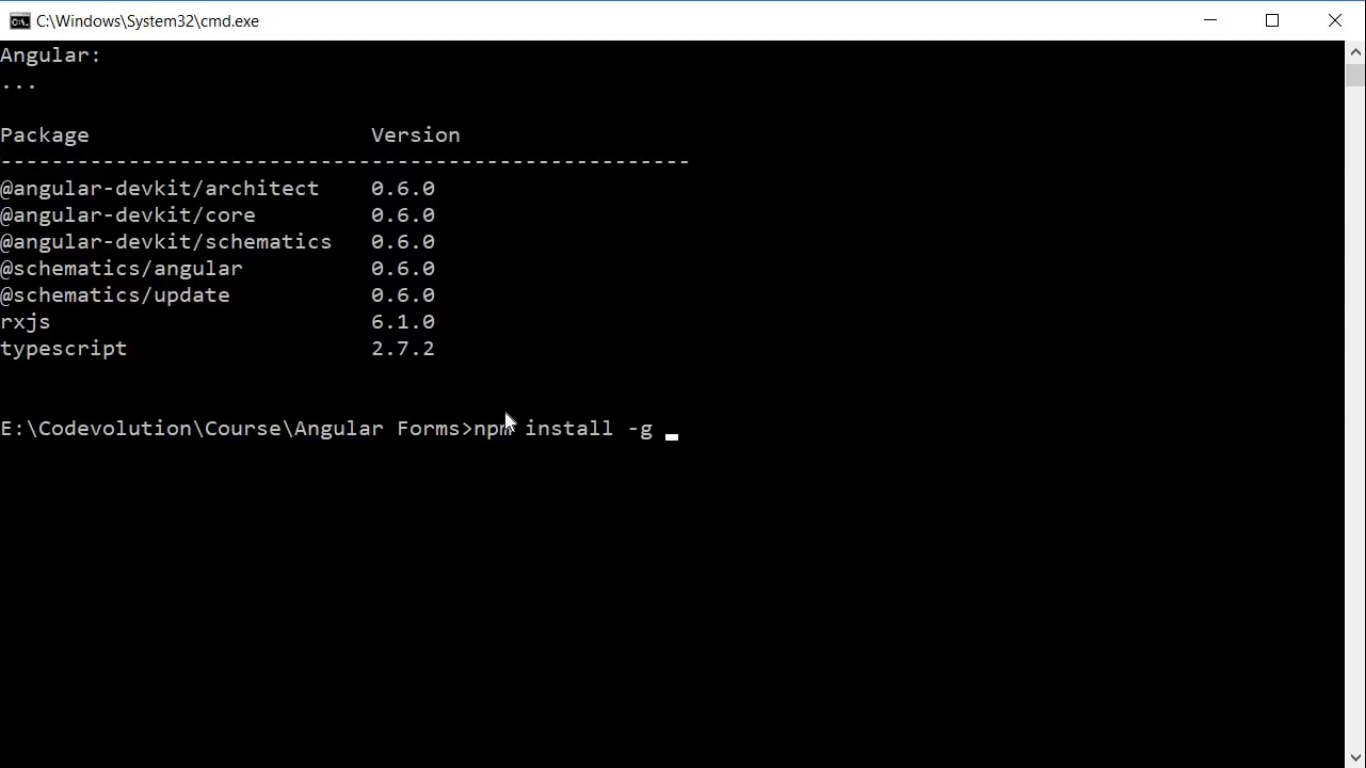 C:\Windows\System32\cmd.exe
Angular:
...
Package Version
------------------------------------------------------
@angular-devkit/architect 0.6.0
@angular-devkit/core 0.6.0
@angular-devkit/schematics 0.6.0
@schematics/angular 0.6.0
@schematics/update 0.6.0
rxjs 6.1.0
typescript 2.7.2
E:\Codevolution\Course\Angular Forms>npm install -g